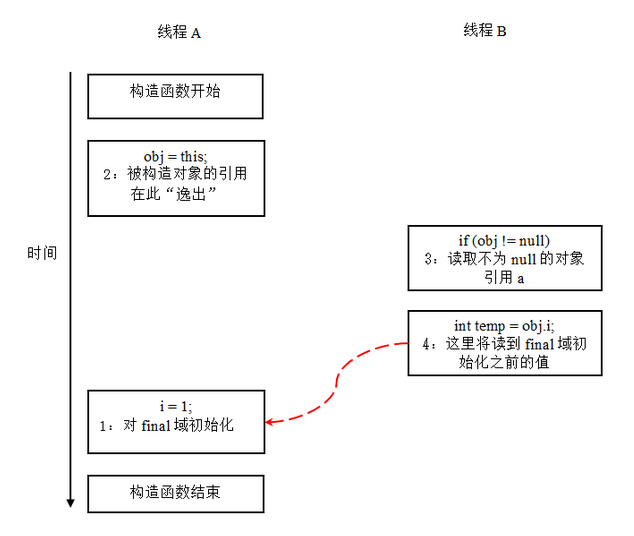 线程 A
线程 B
构造函数开始
obj = this;
2：被构造对象的引用
在此“逸出”
时间
if (obj != null)
3：读取不为 null 的对象
引用 a
int temp = obj.i;
4：这里将读到 final 域初
始化之前的值
i = 1;
1：对 final 域初始化
构造函数结束